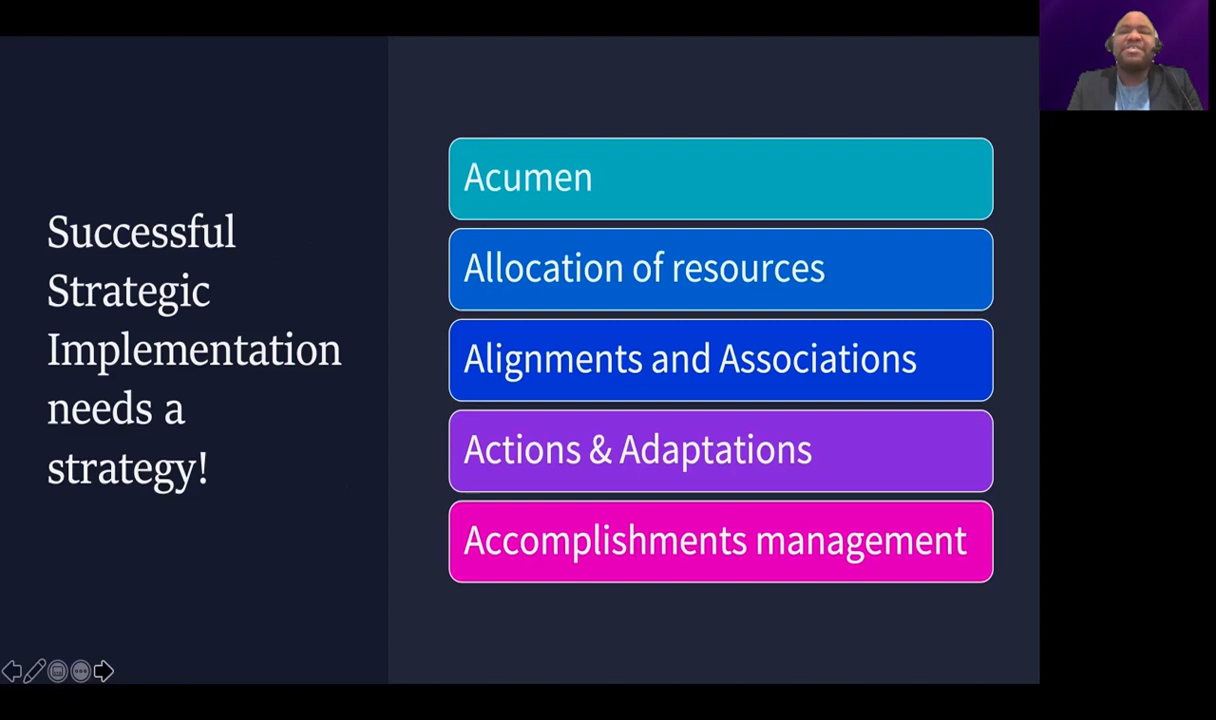 Successful
Strategic
Implementation
needs a
strategy!
Acumen
Allocation of resources
Alignments and Associations
Actions & Adaptations
Accomplishments management